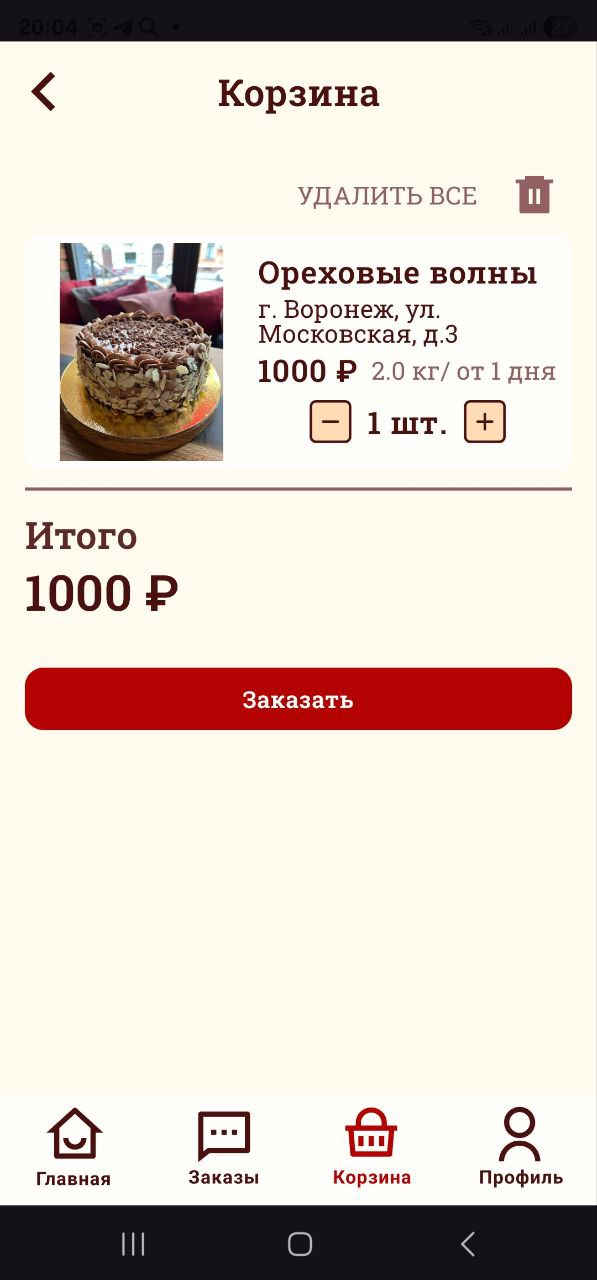 20:04
27
Корзина
УДАЛИТЬ ВСЕ
Ореховые волны
г. Воронеж, ул.
Московская, д.3
1000 ₽ 2.0 кг/ от 1 дня
1 шт.
Итого
1000 ₽
Заказать
Главная Заказы Корзина Профиль